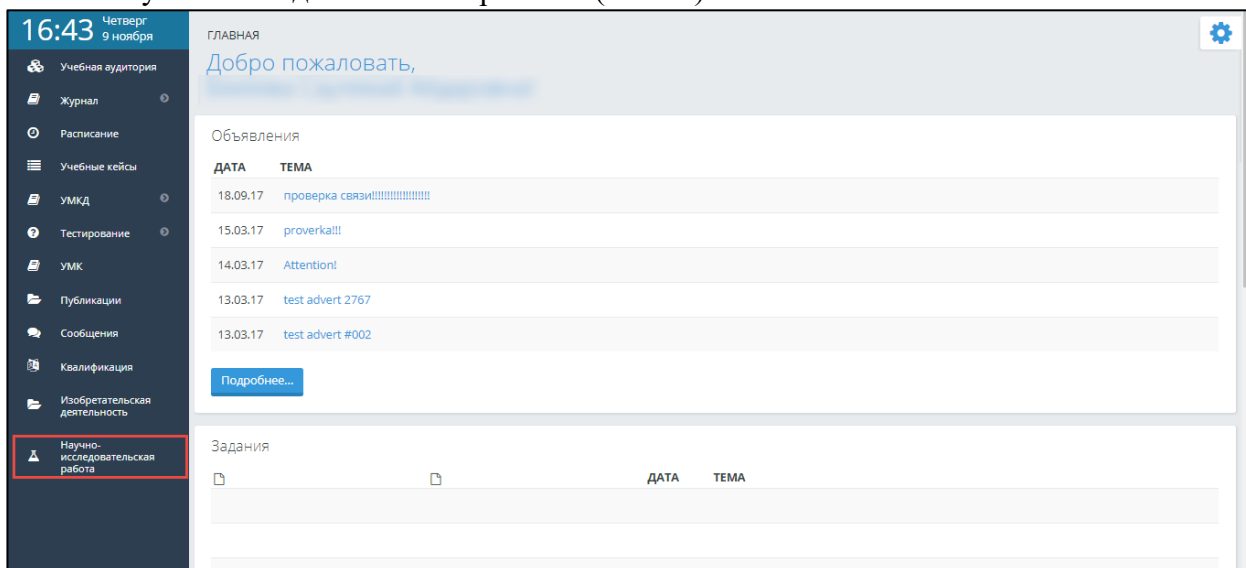 16:43 Четверг
9 ноября
Учебная аудитория
Журнал
Расписание
Учебные кейсы
УМКД
Тестирование
УМК
Публикации
Сообщения
Квалификация
Изобретательская
деятельность
Научно-
исследовательская
работа
ГЛАВНАЯ
Добро пожаловать,
Объявления
ДАТА ТЕМА
18.09.17 проверка связи!!!!!!!!!!!!!!!!!!!
15.03.17 proverka!!!
14.03.17 Attention!
13.03.17 test advert 2767
13.03.17 test advert #002
Подробнее...
Задания
ДАТА ТЕМА